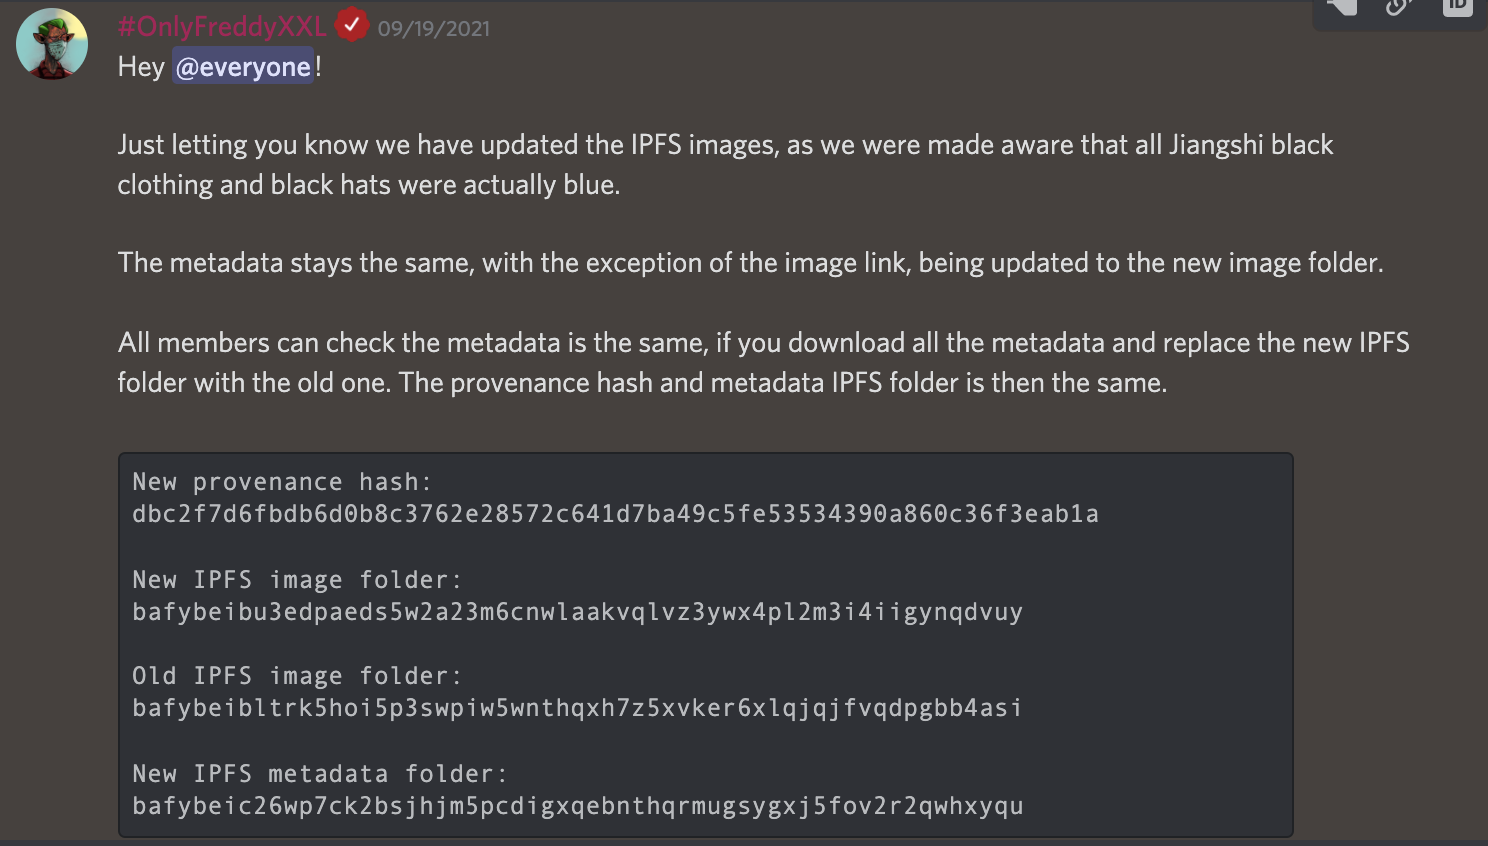 #OnlyFreddyXXL 09/19/2021
ID
Hey @everyone!
Just letting you know we have updated the IPFS images, as we were made aware that all Jiangshi black
clothing and black hats were actually blue.
The metadata stays the same, with the exception of the image link, being updated to the new image folder.
All members can check the metadata is the same, if you download all the metadata and replace the new IPFS
folder with the old one. The provenance hash and metadata IPFS folder is then the same.
New provenance hash:
dbc2f7d6fbdb6d0b8c3762e28572c641d7ba49c5fe53534390a860c36f3eab1a
New IPFS image folder:
bafybeibu3edpaeds5w2a23m6cnwlaakvqlvz3ywx4pl2m3i4iigynqdvuy
Old IPFS image folder:
bafybeibltrk5hoi5p3swpiw5wnthqxh7z5xvker6xlqjqjfvqdpgbb4asi
New IPFS metadata folder:
bafybeic26wp7ck2bsjhjm5pcdigxqebnthqrmugsygxj5fov2r2qwhxyqu